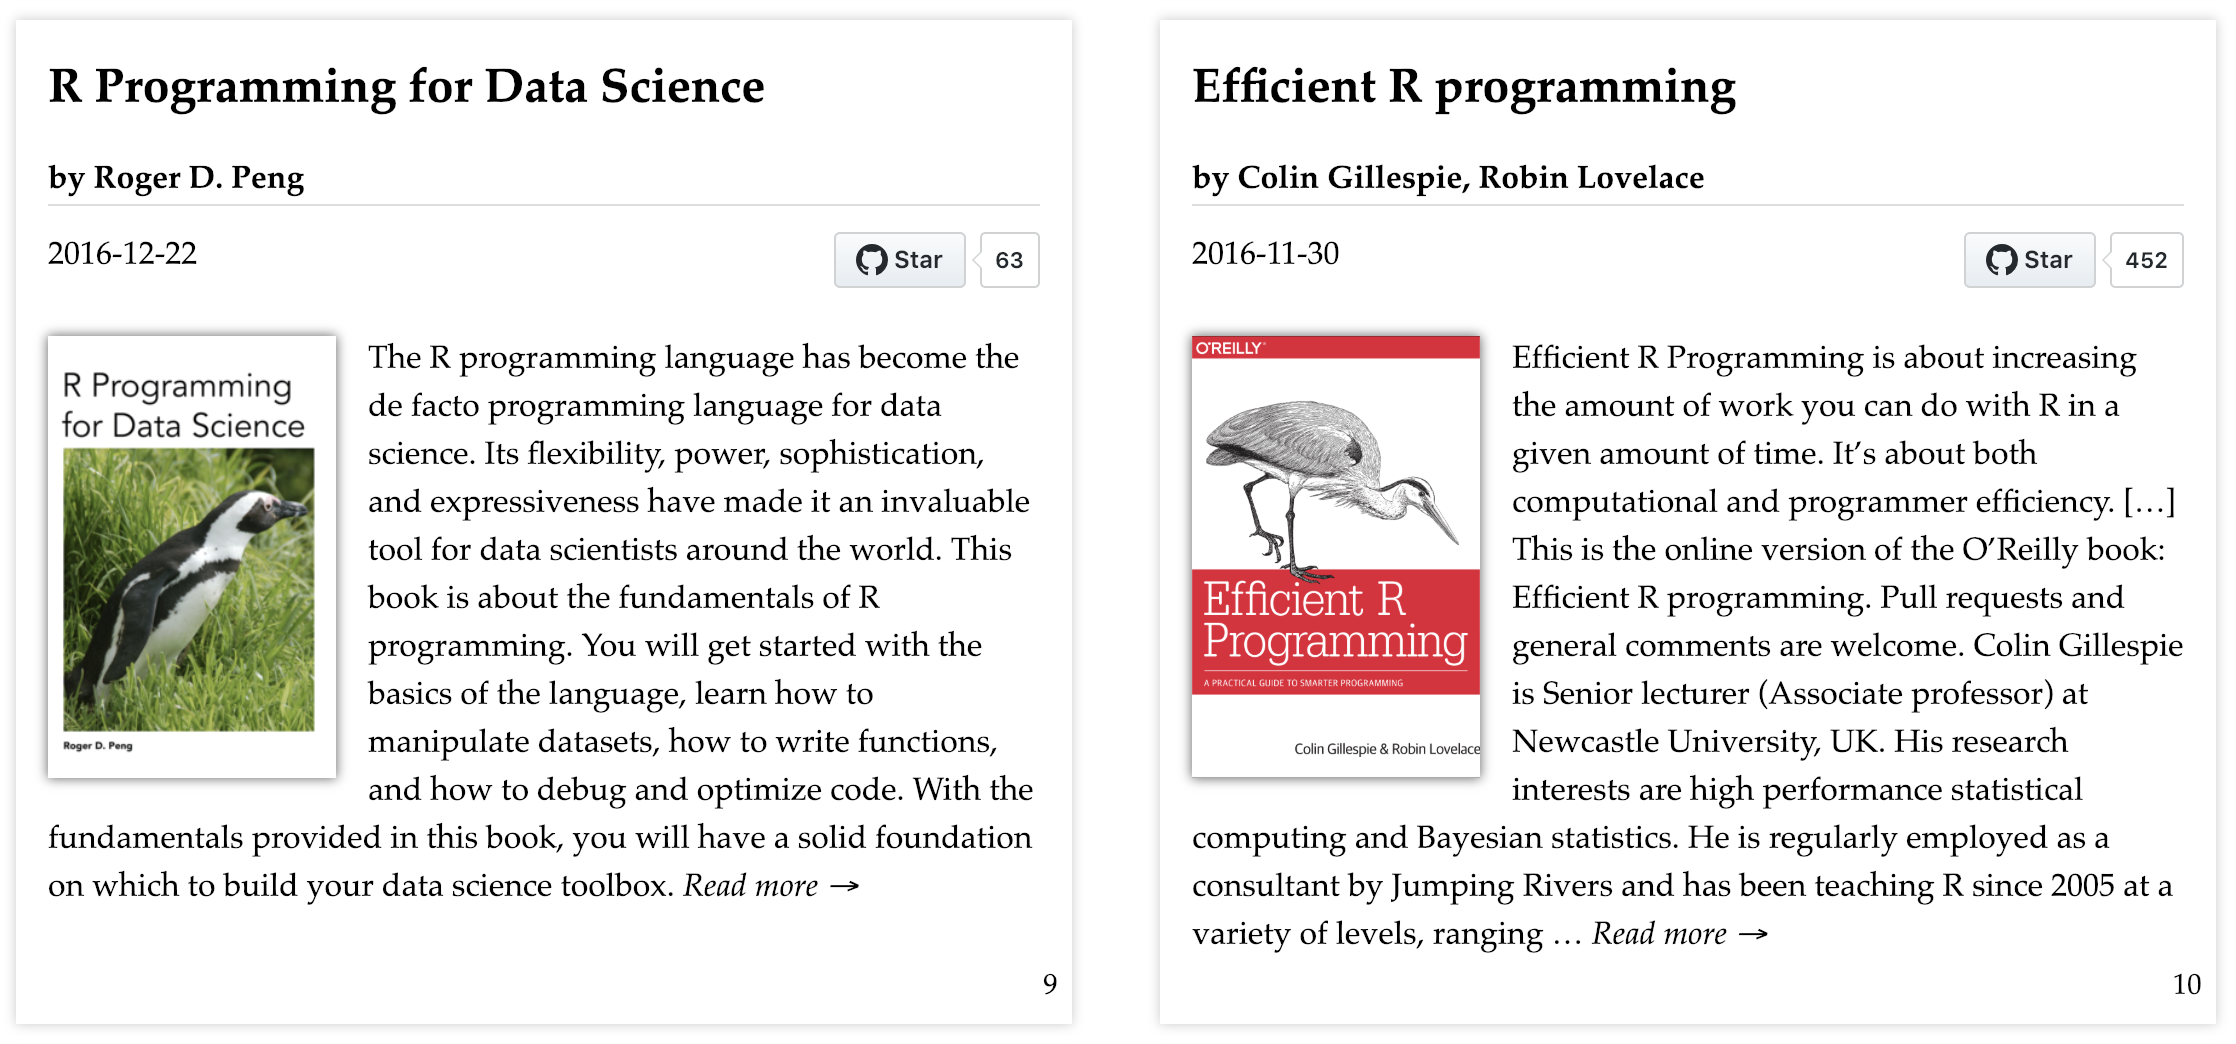 R Programming for Data Science
by Roger D. Peng
2016-12-22
Star
63
R Programming
for Data Science
Roger D. Peng
The R programming language has become the
de facto programming language for data
science. Its flexibility, power, sophistication,
and expressiveness have made it an invaluable
tool for data scientists around the world. This
book is about the fundamentals of R
programming. You will get started with the
basics of the language, learn how to
manipulate datasets, how to write functions,
and how to debug and optimize code. With the
fundamentals provided in this book, you will have a solid foundation
on which to build your data science toolbox. Read more →
9
Efficient R programming
by Colin Gillespie, Robin Lovelace
2016-11-30
Star
452
O'REILLY®
Efficient R
Programming
A PRACTICAL GUIDE TO SMARTER PROGRAMMING
Colin Gillespie & Robin Lovelace
Efficient R Programming is about increasing
the amount of work you can do with R in a
given amount of time. It’s about both
computational and programmer efficiency. […]
This is the online version of the O’Reilly book:
Efficient R programming. Pull requests and
general comments are welcome. Colin Gillespie
is Senior lecturer (Associate professor) at
Newcastle University, UK. His research
interests are high performance statistical
computing and Bayesian statistics. He is regularly employed as a
consultant by Jumping Rivers and has been teaching R since 2005 at a
variety of levels, ranging … Read more →
10